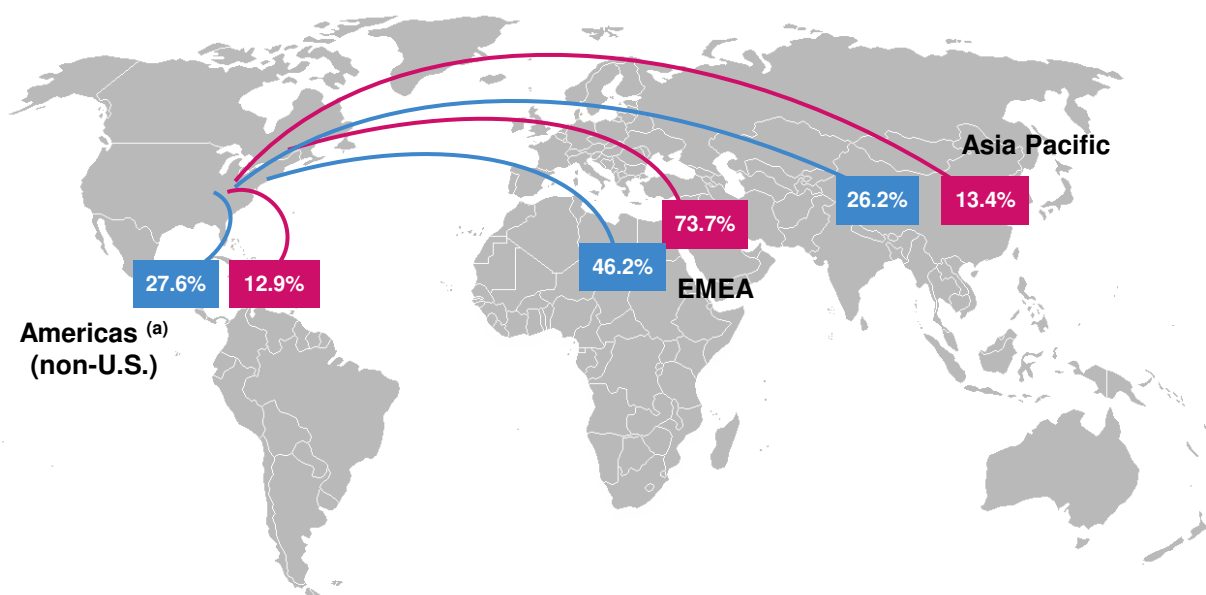 Asia Pacific
26.2%
13.4%
73.7%
46.2%
EMEA
27.6%
12.9%
Americas (a)
(non-U.S.)